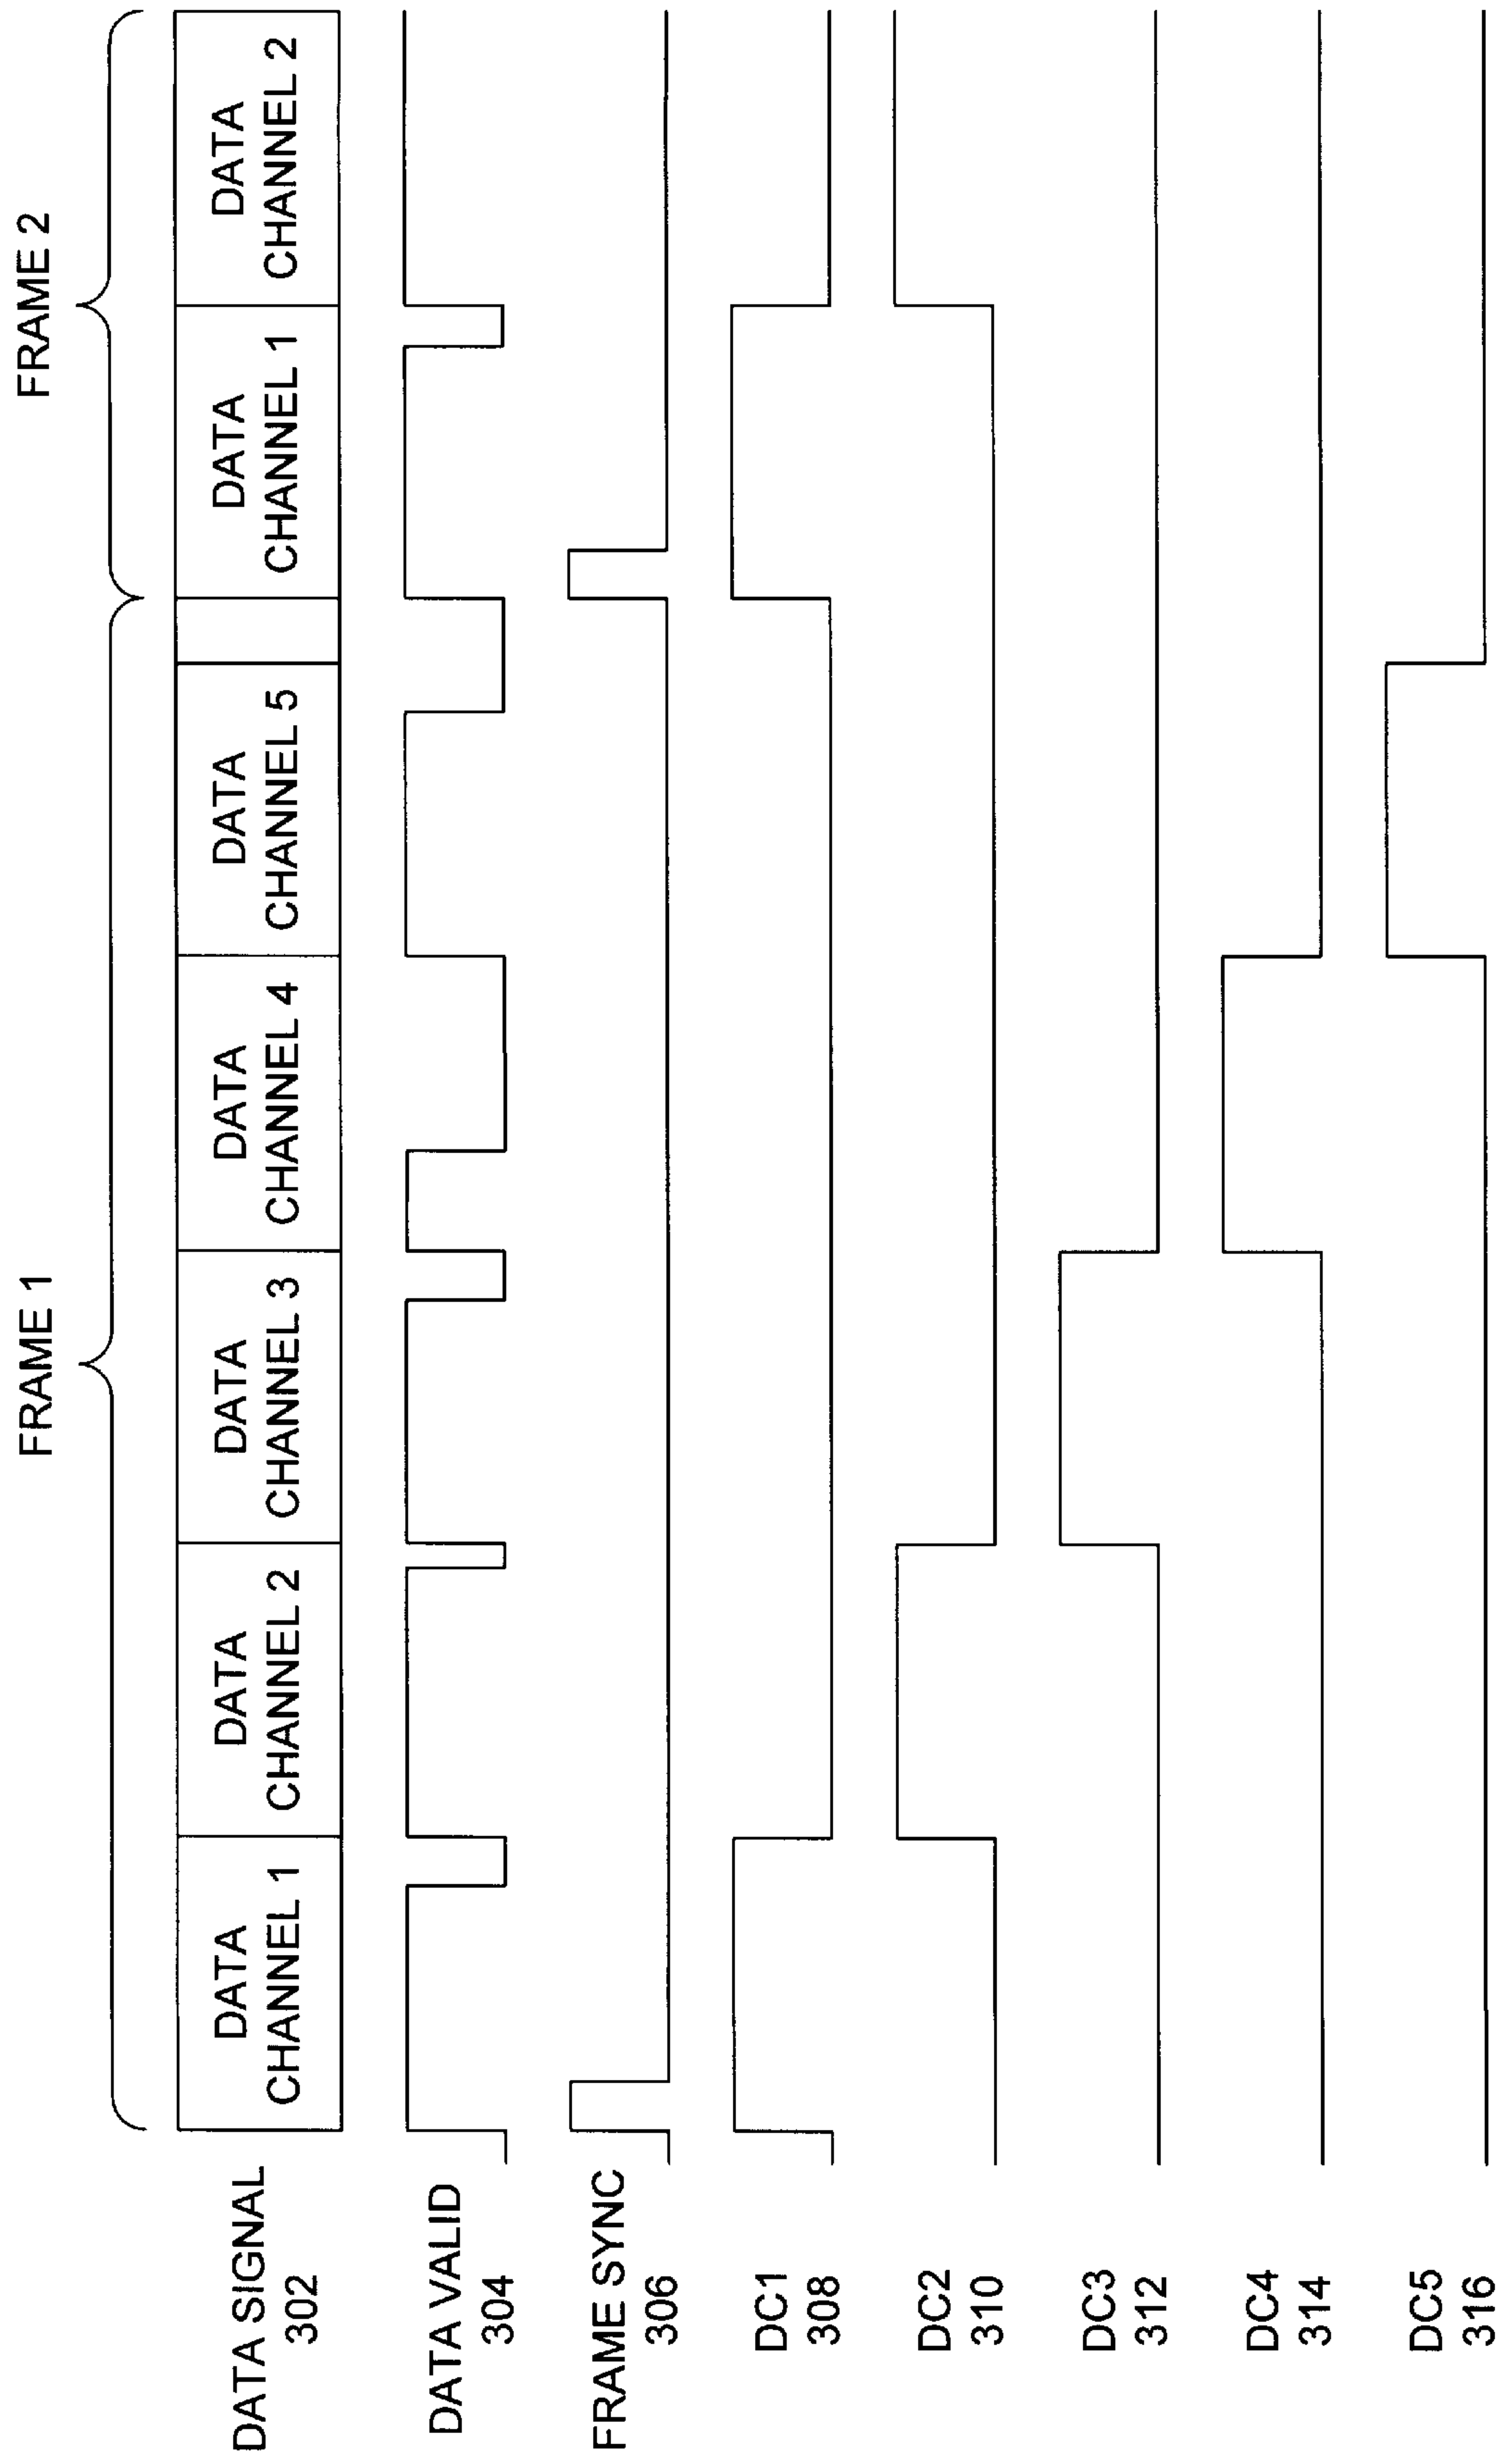 FRAME 1
FRAME 2
DATA SIGNAL
302
DATA
CHANNEL 1
DATA
CHANNEL 2
DATA
CHANNEL 3
DATA
CHANNEL 4
DATA
CHANNEL 5
DATA
CHANNEL 1
DATA
CHANNEL 2
DATA VALID
304
FRAME SYNC
306
DC1
308
DC2
310
DC3
312
DC4
314
DC5
316